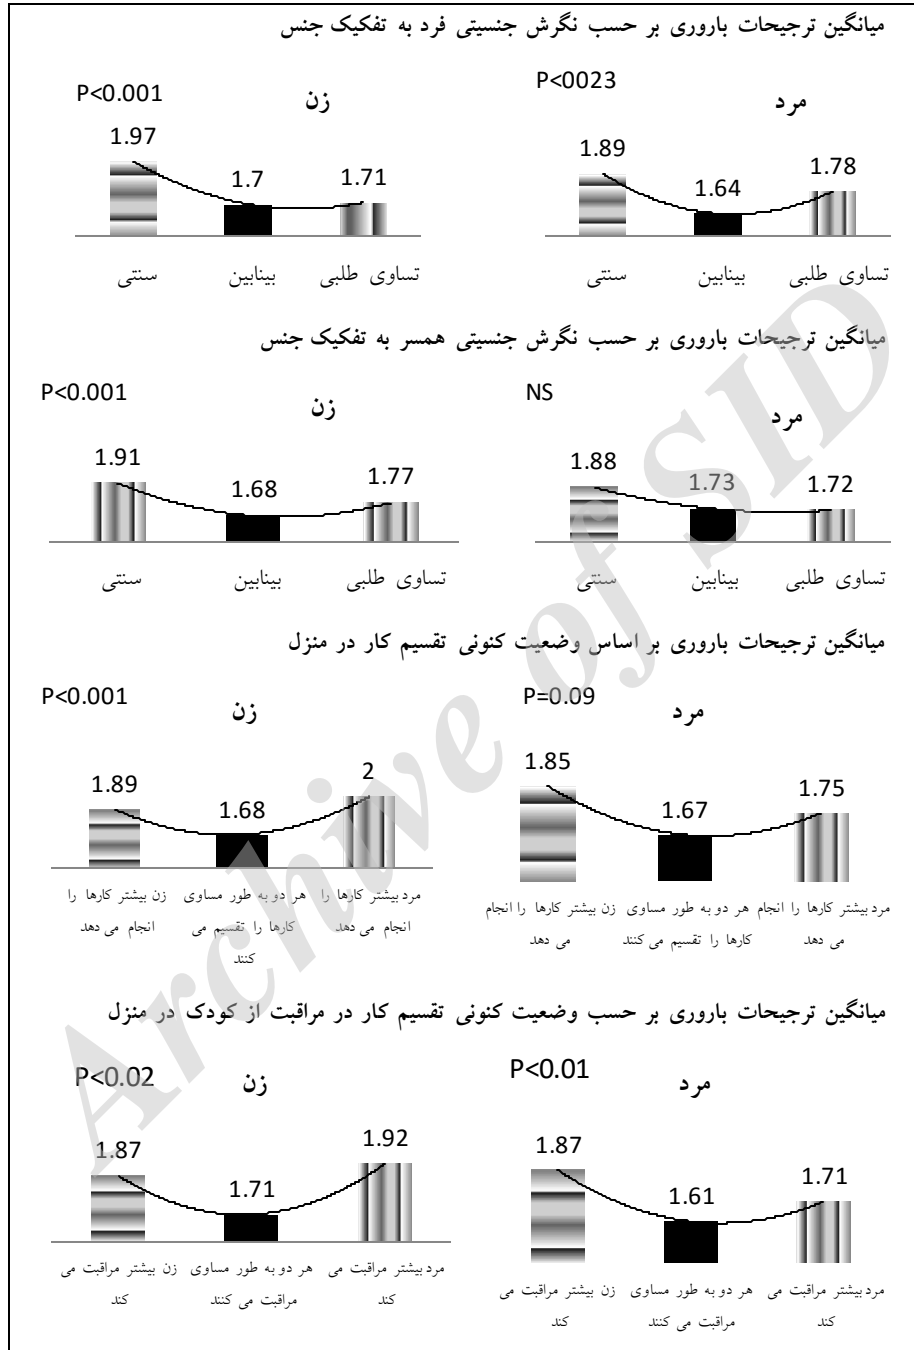 میانگین ترجیحات باروری بر حسب نگرش جنسیتی فرد به تفکیک جنس
P<0023
مرد
1.89
1.64
1.78
سنتی
بینابین
تساوی طلبی
P<0.001
زن
1.97
1.7
1.71
سنتی
بینابین
تساوی طلبی
میانگین ترجیحات باروری بر حسب نگرش جنسیتی همسر به تفکیک جنس
NS
مرد
1.88
1.73
1.72
سنتی
بینابین
تساوی طلبی
P<0.001
زن
1.91
1.68
1.77
سنتی
بینابین
تساوی طلبی
میانگین ترجیحات باروری بر اساس وضعیت کنونی تقسیم کار در منزل
P=0.09
مرد
1.85
1.67
1.75
زن بیشتر کارها را انجام
می دهد
هر دو به طور مساوی
کارها را تقسیم می کنند
مرد بیشتر کارها را انجام
می دهد
P<0.001
زن
1.89
1.68
2
زن بیشتر کارها را
انجام می دهد
هر دو به طور مساوی
کارها را تقسیم می
کنند
مرد بیشتر کارها را
انجام می دهد
میانگین ترجیحات باروری بر حسب وضعیت کنونی تقسیم کار در مراقبت از کودک در منزل
P<0.01
مرد
1.87
1.61
1.71
زن بیشتر مراقبت می
کند
هر دو به طور مساوی
مراقبت می کنند
مرد بیشتر مراقبت می
کند
P<0.02
زن
1.87
1.71
1.92
زن بیشتر مراقبت می
کند
هر دو به طور مساوی
مراقبت می کنند
مرد بیشتر مراقبت می
کند
Archive of SID